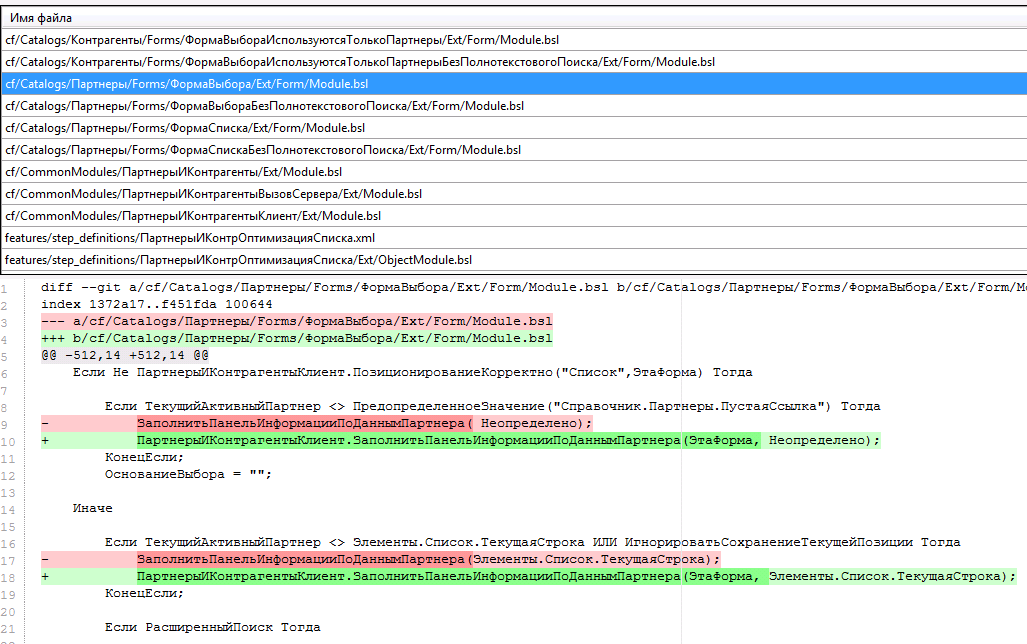 Имя файла
cf/Catalogs/Контрагенты/Forms/ФормаВыбораИспользуютсяТолькоПартнеры/Ext/Form/Module.bsl
cf/Catalogs/Контрагенты/Forms/ФормаВыбораИспользуютсяТолькоПартнерыБезПолнотекстовогоПоиска/Ext/Form/Module.bsl
cf/Catalogs/Партнеры/Forms/ФормаВыбора/Ext/Form/Module.bsl
cf/Catalogs/Партнеры/Forms/ФормаВыбораБезПолнотекстовогоПоиска/Ext/Form/Module.bsl
cf/Catalogs/Партнеры/Forms/ФормаСписка/Ext/Form/Module.bsl
cf/Catalogs/Партнеры/Forms/ФормаСпискаБезПолнотекстовогоПоиска/Ext/Form/Module.bsl
cf/CommonModules/ПартнерыИКонтрагенты/Ext/Module.bsl
cf/CommonModules/ПартнерыИКонтрагентыВызовСервера/Ext/Module.bsl
cf/CommonModules/ПартнерыИКонтрагентыКлиент/Ext/Module.bsl
features/step_definitions/ПартнерыИКонтрОптимизацияСписка.xml
features/step_definitions/ПартнерыИКонтрОптимизацияСписка/Ext/ObjectModule.bsl
1 diff --git a/cf/Catalogs/Партнеры/Forms/ФормаВыбора/Ext/Form/Module.bsl b/cf/Catalogs/Партнеры/Forms/ФормаВыбора/Ext/Form/M
2 index 1372a17..f451fda 100644
3 --- a/cf/Catalogs/Партнеры/Forms/ФормаВыбора/Ext/Form/Module.bsl
4 +++ b/cf/Catalogs/Партнеры/Forms/ФормаВыбора/Ext/Form/Module.bsl
5 @@ -512,14 +512,14 @@
6 Если Не ПартнерыИКонтрагентыКлиент.ПозиционированиеКорректно("Список",ЭтаФорма) Тогда
7
8 Если ТекущийАктивныйПартнер <> ПредопределенноеЗначение("Справочник.Партнеры.ПустаяСсылка") Тогда
9 - ЗаполнитьПанельИнформацииПоДаннымПартнера( Неопределено);
10 + ПартнерыИКонтрагентыКлиент.ЗаполнитьПанельИнформацииПоДаннымПартнера(ЭтаФорма, Неопределено);
11 КонецЕсли;
12 ОснованиеВыбора = "";
13
14 Иначе
15
16 Если ТекущийАктивныйПартнер <> Элементы.Список.ТекущаяСтрока ИЛИ ИгнорироватьСохранениеТекущейПозиции Тогда
17 - ЗаполнитьПанельИнформацииПоДаннымПартнера(Элементы.Список.ТекущаяСтрока);
18 + ПартнерыИКонтрагентыКлиент.ЗаполнитьПанельИнформацииПоДаннымПартнера(ЭтаФорма, Элементы.Список.ТекущаяСтрока);
19 КонецЕсли;
20
21 Если РасширенныйПоиск Тогда